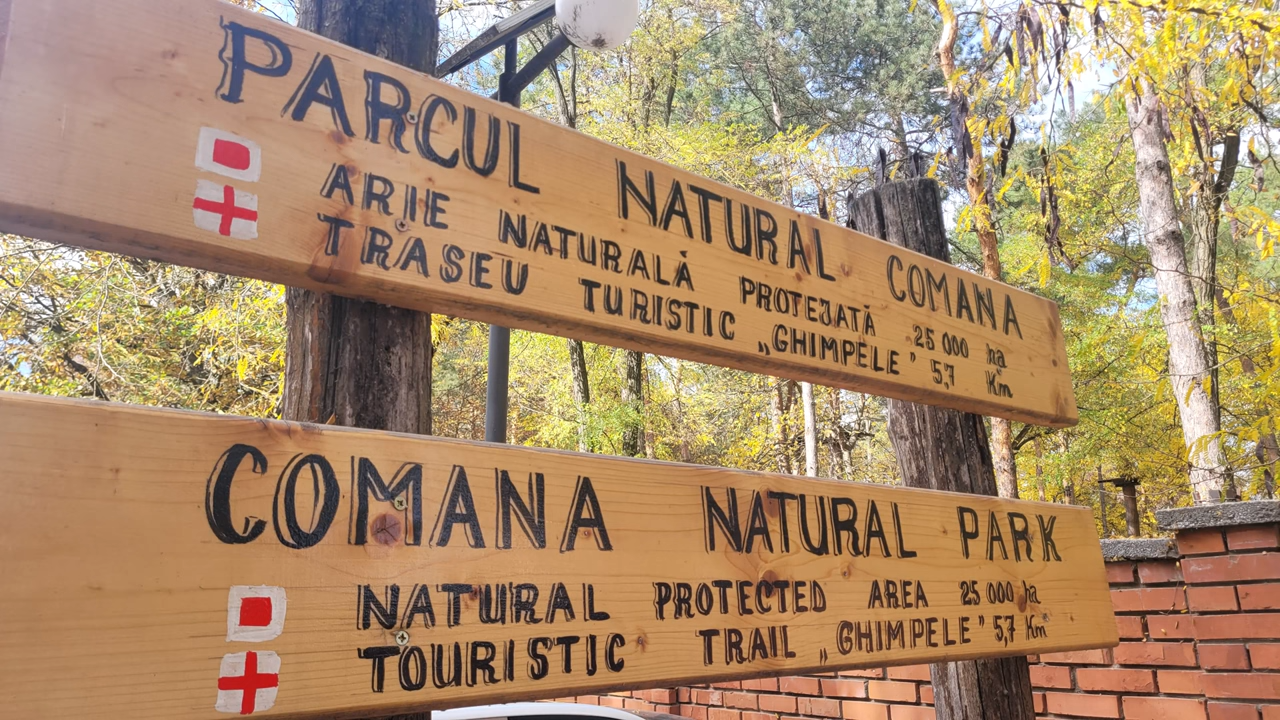 PARCUL NATURAL COMANA
ARIE NATURALĂ PROTEJATĂ 25 000 ha
TRASEU TURISTIC „GHIMPELE” 5,7 Km
COMANA NATURAL PARK
NATURAL PROTECTED AREA 25 000 ha
TOURISTIC TRAIL „GHIMPELE” 5,7 Km